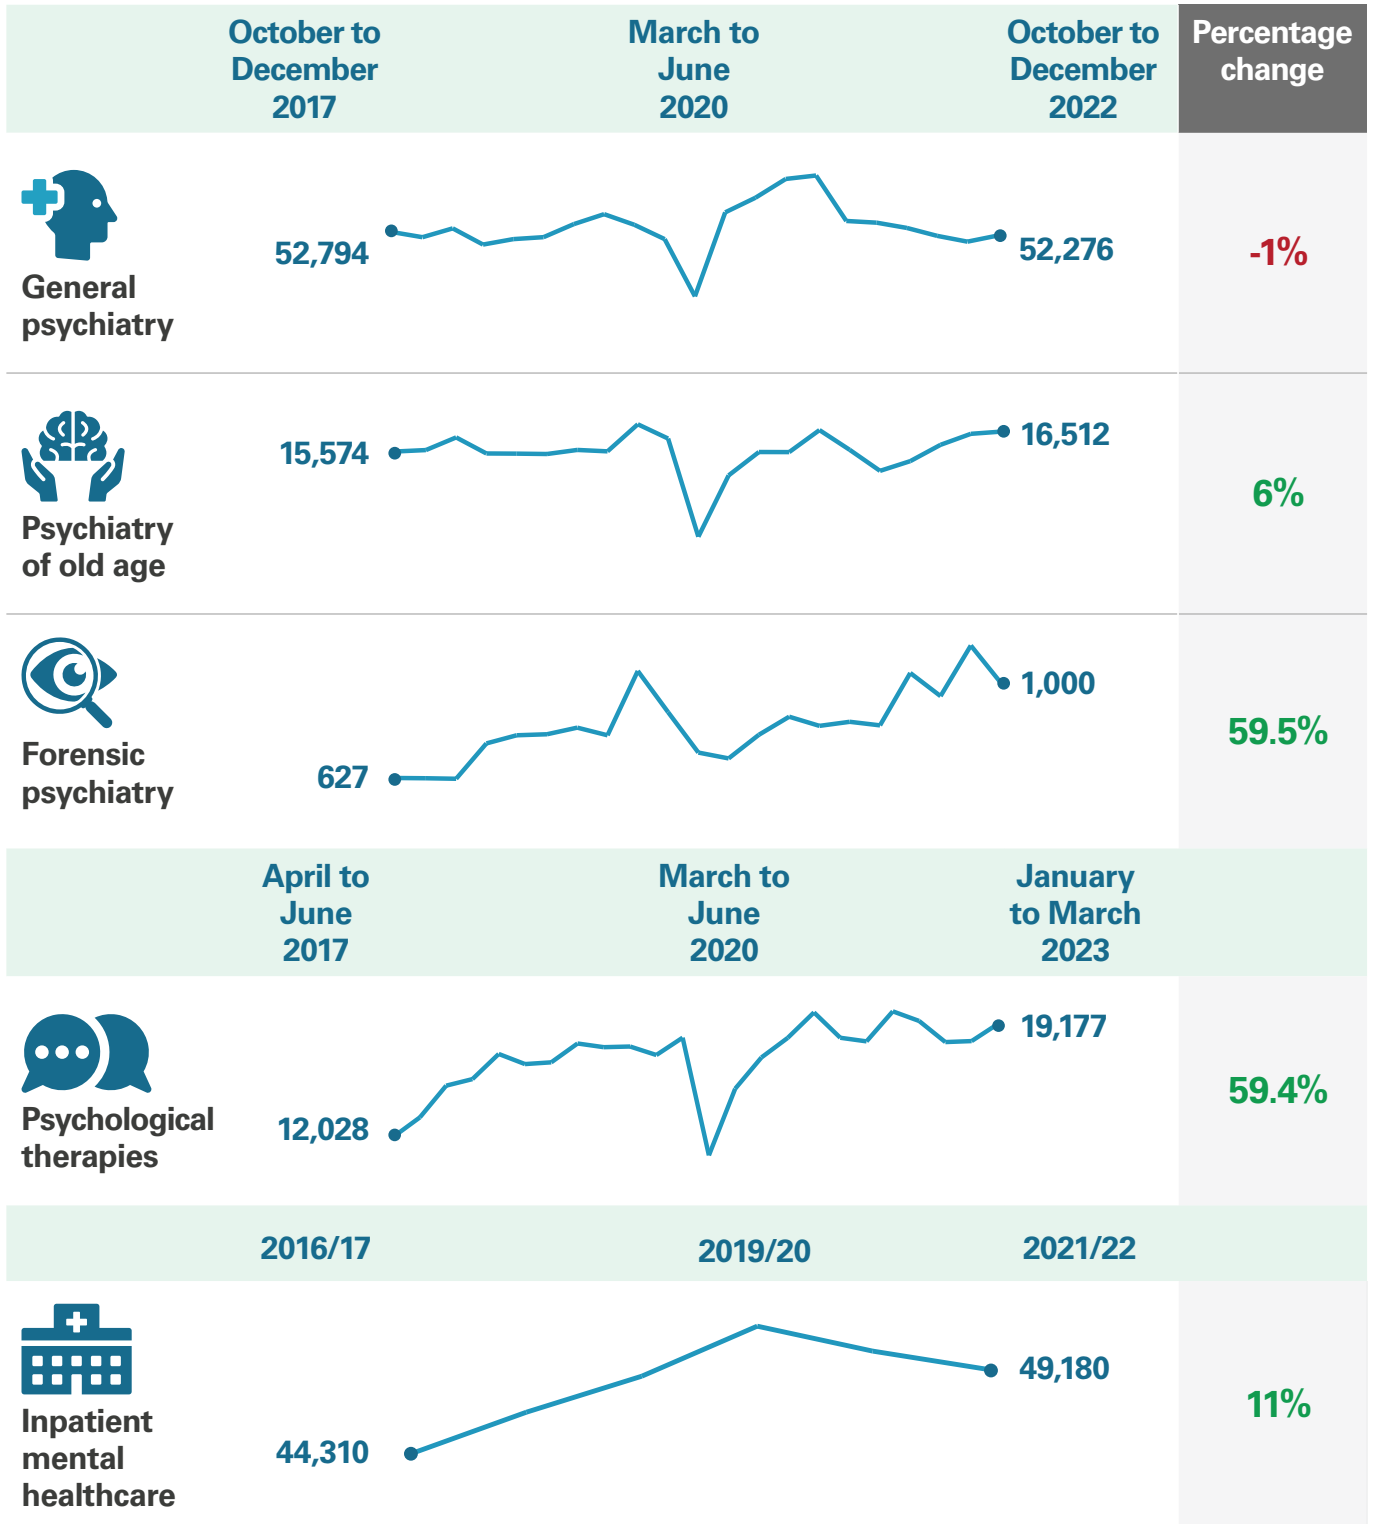 October to
December
2017
March to
June
2020
October to
December
2022
Percentage
change
General
psychiatry
52,794
52,276
-1%
Psychiatry
of old age
15,574
16,512
6%
Forensic
psychiatry
627
1,000
59.5%
April to
June
2017
March to
June
2020
January
to March
2023
Psychological
therapies
12,028
19,177
59.4%
2016/17
2019/20
2021/22
Inpatient
mental
healthcare
44,310
49,180
11%